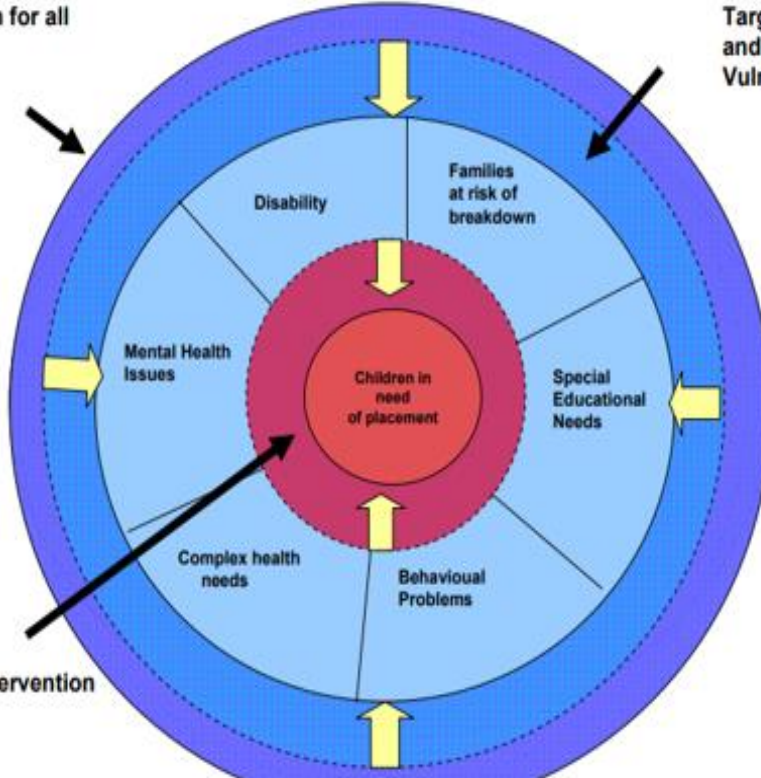 for all
Targ
and
Vuln
Disability
Families
at risk of
breakdown
Mental Health
Issues
Children in
need
of placement
Special
Educational
Needs
Complex health
needs
Behavioual
Problems
ervention